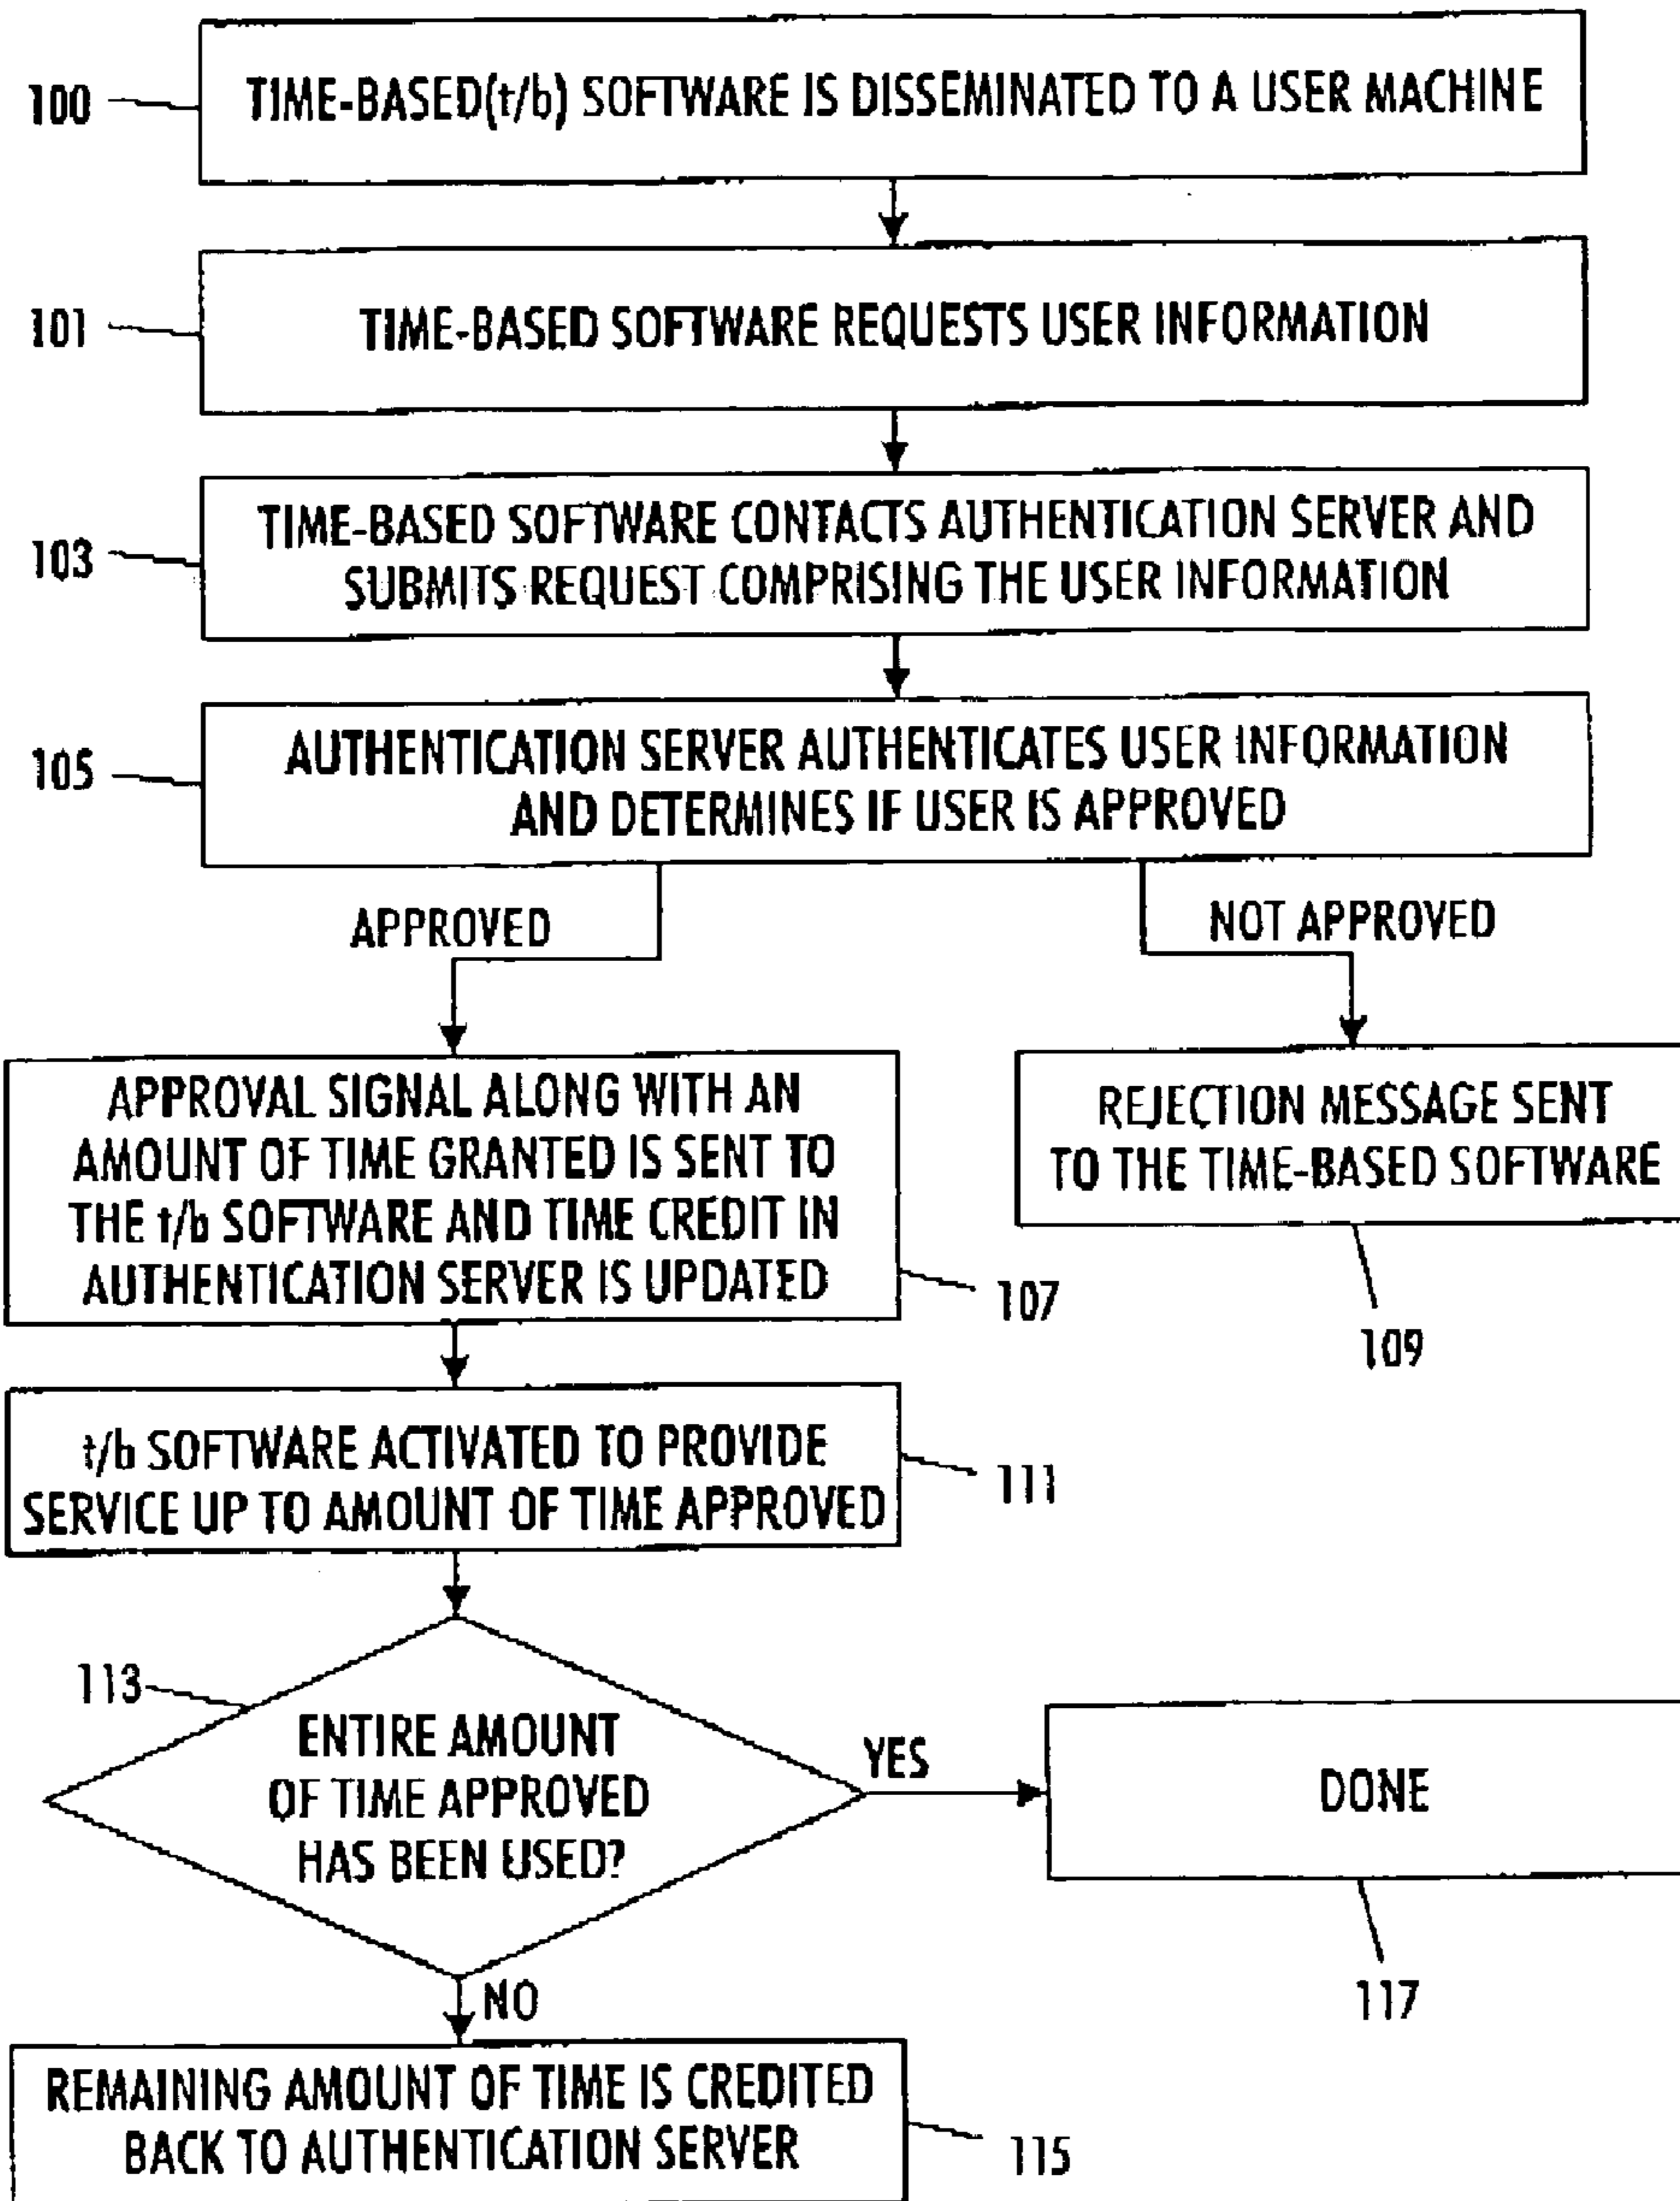 100
TIME-BASED(t/b) SOFTWARE IS DISSEMINATED TO A USER MACHINE
101
TIME-BASED SOFTWARE REQUESTS USER INFORMATION
103
TIME-BASED SOFTWARE CONTACTS AUTHENTICATION SERVER AND
SUBMITS REQUEST COMPRISING THE USER INFORMATION
105
AUTHENTICATION SERVER AUTHENTICATES USER INFORMATION
AND DETERMINES IF USER IS APPROVED
APPROVED
NOT APPROVED
APPROVAL SIGNAL ALONG WITH AN
AMOUNT OF TIME GRANTED IS SENT TO
THE t/b SOFTWARE AND TIME CREDIT IN
AUTHENTICATION SERVER IS UPDATED
107
REJECTION MESSAGE SENT
TO THE TIME-BASED SOFTWARE
109
t/b SOFTWARE ACTIVATED TO PROVIDE
SERVICE UP TO AMOUNT OF TIME APPROVED
111
113
ENTIRE AMOUNT
OF TIME APPROVED
HAS BEEN USED?
YES
DONE
117
NO
REMAINING AMOUNT OF TIME IS CREDITED
BACK TO AUTHENTICATION SERVER
115